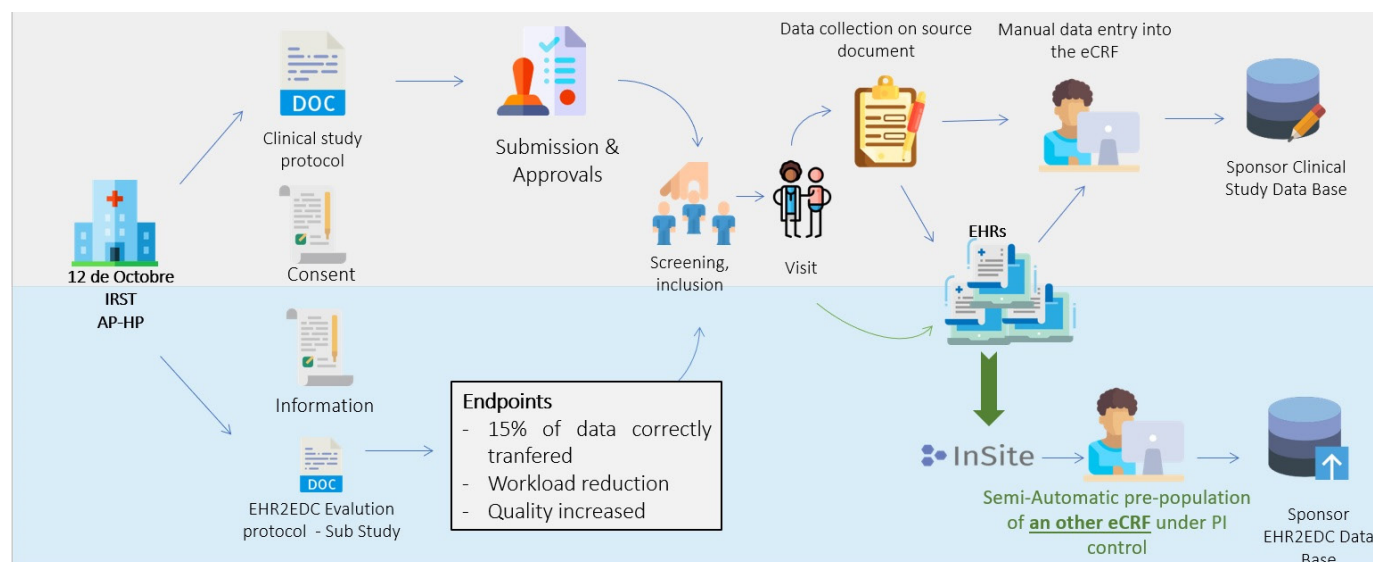 DOC
Clinical study
protocol
Submission &
Approvals
Data collection on source
document
Manual data entry into
the eCRF
Sponsor Clinical
Study Data Base
12 de Octobre
IRST
AP-HP
Consent
Screening,
inclusion
Visit
EHRs
Information
DOC
EHR2EDC Evalution
protocol - Sub Study
Endpoints
- 15% of data correctly
tranfered
- Workload reduction
- Quality increased
InSite
Semi-Automatic pre-population
of an other eCRF under PI
control
Sponsor
EHR2EDC Data
Base